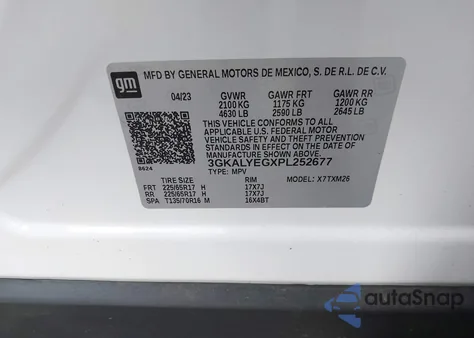 gm
MFD BY GENERAL MOTORS DE MEXICO, S. DE R.L. DE C.V.
04/23 GVWR GAWR FRT GAWR RR
2100 KG 1175 KG 1200 KG
4630 LB 2590 LB 2645 LB
THIS VEHICLE CONFORMS TO ALL
APPLICABLE U.S. FEDERAL MOTOR
VEHICLE SAFETY, BUMPER, AND THEFT
PREVENTION STANDARDS IN EFFECT ON THE
DATE OF MANUFACTURE SHOWN ABOVE.
3GKALYEGXPL252677
8624 TYPE: MPV MODEL: X7TXM26
TIRE SIZE RIM
FRT 225/65R17 H 17X7J
RR 225/65R17 H 17X7J
SPA T135/70R16 M 16X4BT
autoSnap